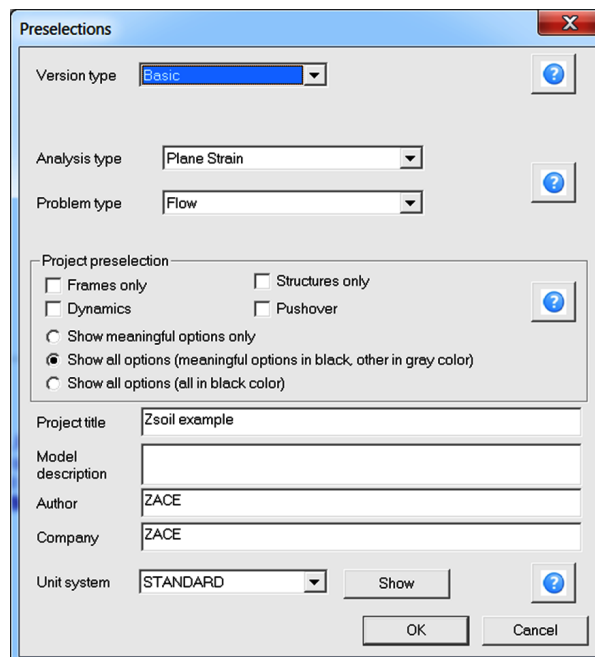 Preselections
Version type Basic
Analysis type Plane Strain
Problem type Flow
Project preselection
Frames only Structures only
Dynamics Pushover
Show meaningful options only
Show all options (meaningful options in black, other in gray color)
Show all options (all in black color)
Project title Zsoil example
Model
description
Author ZACE
Company ZACE
Unit system STANDARD Show
OK Cancel